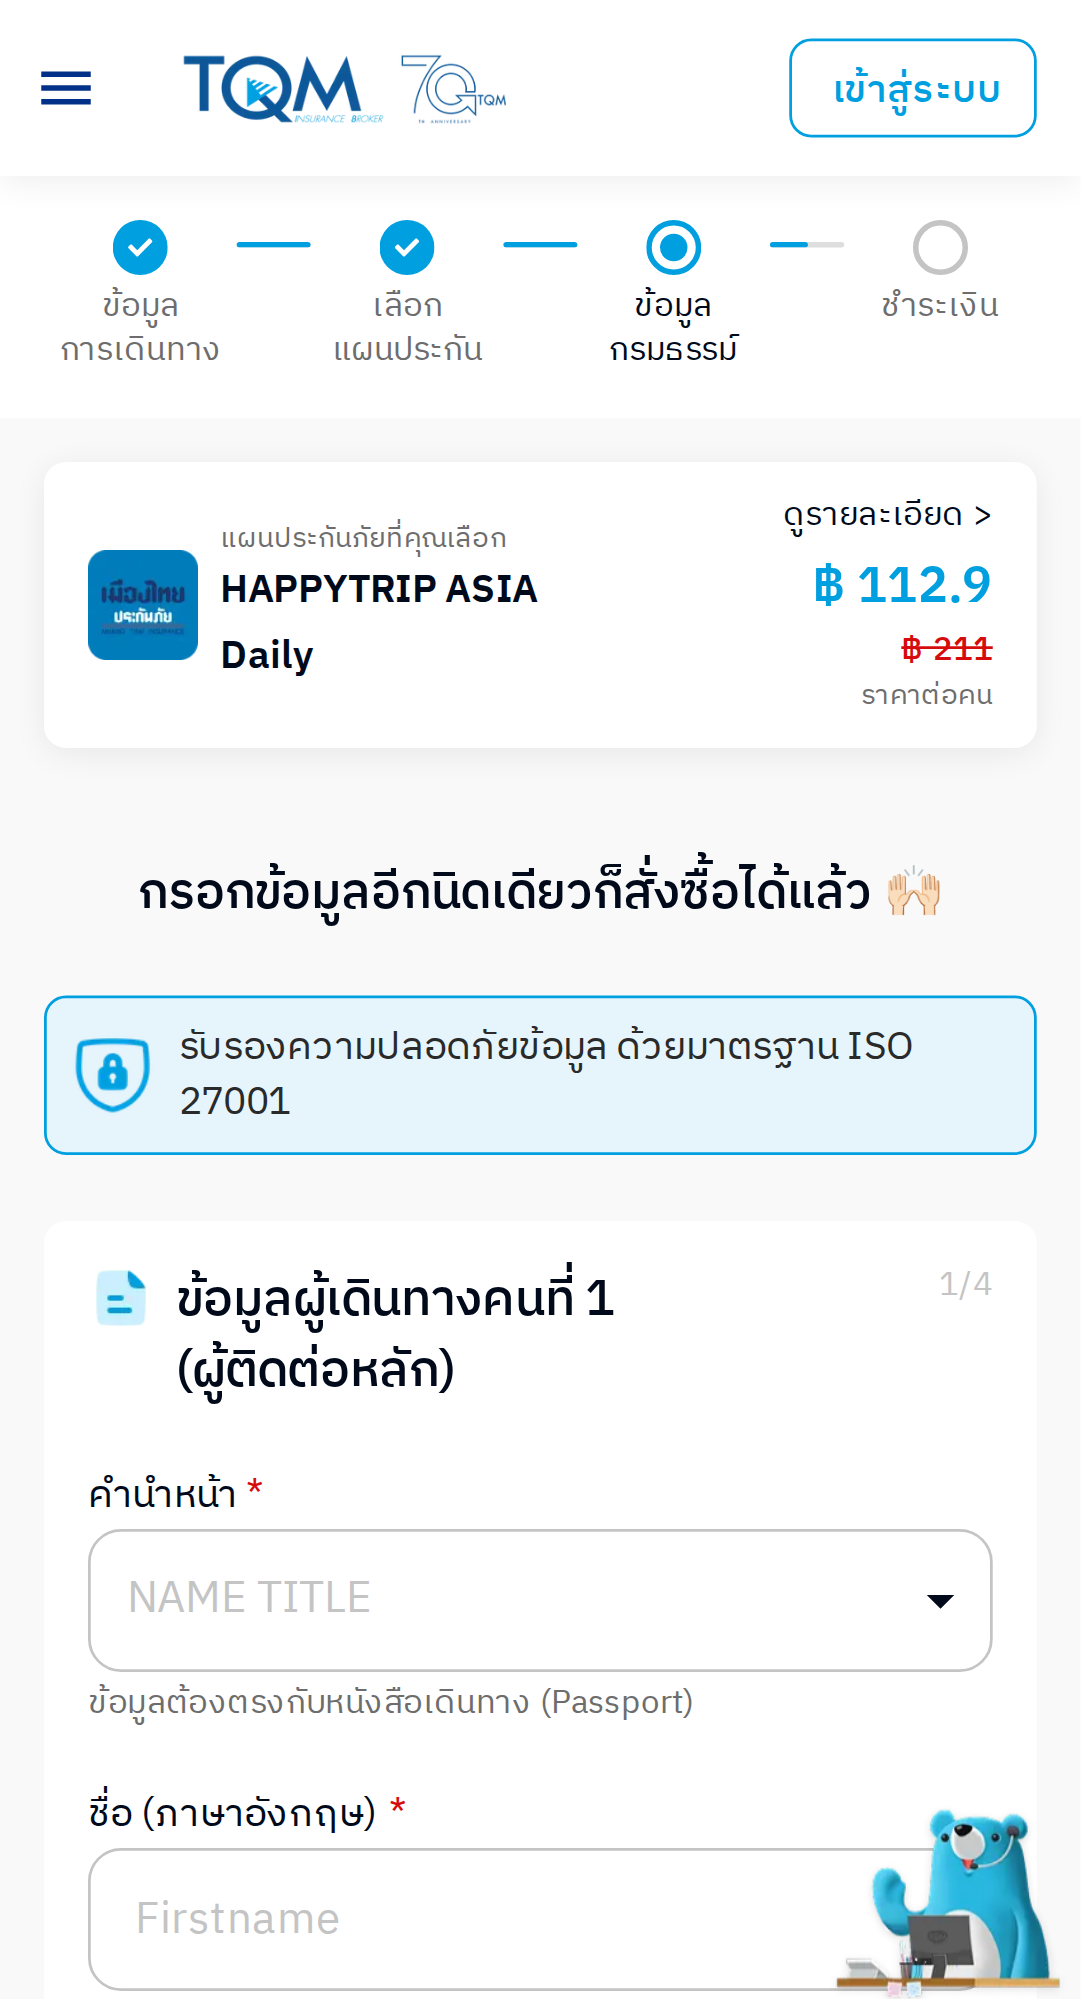 TQM
INSURANCE BROKER
70
TQM
TH ANNIVERSARY
เข้าสู่ระบบ
ข้อมูล
การเดินทาง
เลือก
แผนประกัน
ข้อมูล
กรมธรรม์
ชำระเงิน
แผนประกันภัยที่คุณเลือก
HAPPYTRIP ASIA
Daily
เมืองไทย
ประกันภัย
MUANG THAI INSURANCE
ดูรายละเอียด >
฿ 112.9
฿ 211
ราคาต่อคน
กรอกข้อมูลอีกนิดเดียวก็สั่งซื้อได้แล้ว 🙌🏻
รับรองความปลอดภัยข้อมูล ด้วยมาตรฐาน ISO
27001
ข้อมูลผู้เดินทางคนที่ 1
(ผู้ติดต่อหลัก)
1/4
คำนำหน้า *
NAME TITLE
ข้อมูลต้องตรงกับหนังสือเดินทาง (Passport)
ชื่อ (ภาษาอังกฤษ) *
Firstname